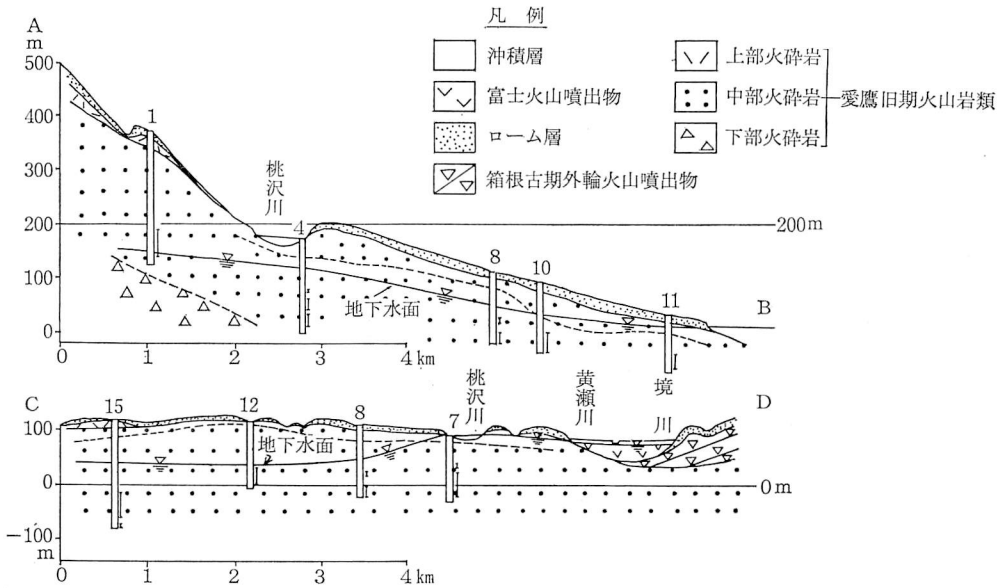 凡例
沖積層
富士火山噴出物
ローム層
箱根古期外輪火山噴出物
上部火砕岩
中部火砕岩
下部火砕岩
愛鷹旧期火山岩類
A
m
500
400
300
200
100
0
1
桃沢川
4
8
10
11
200m
地下水面
B
0
1
2
3
4 km
C
D
15
12
8
7
桃沢川
黄瀬川
境川
100
0
-100
m
地下水面
0m
0
1
2
3
4 km